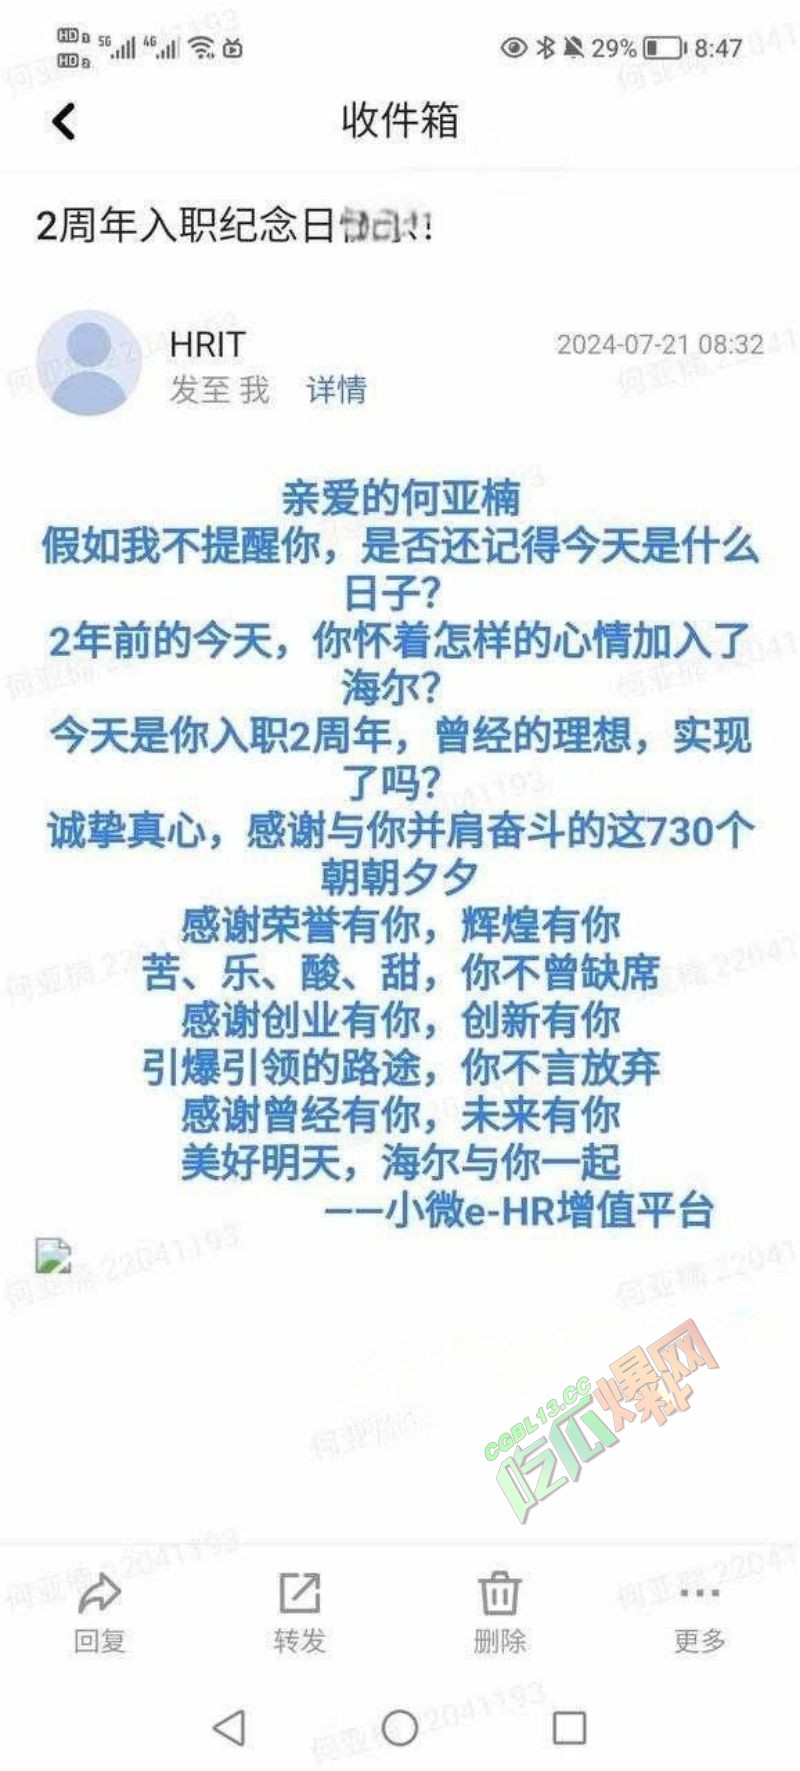 HD 1 5G 4G
HD 2
29% 8:47
收件箱
2周年入职纪念日
HRIT
2024-07-21 08:32
发至 我 详情
亲爱的何亚楠
假如我不提醒你，是否还记得今天是什么
日子？
2年前的今天，你怀着怎样的心情加入了
海尔？
今天是你入职2周年，曾经的理想，实现
了吗？
诚挚真心，感谢与你并肩奋斗的这730个
朝朝夕夕
感谢荣誉有你，辉煌有你
苦、乐、酸、甜，你不曾缺席
感谢创业有你，创新有你
引爆引领的路途，你不言放弃
感谢曾经有你，未来有你
美好明天，海尔与你一起
——小微e-HR增值平台
何亚楠 22041193
CGBL13.CC
吃瓜爆料网
回复 转发 删除 更多